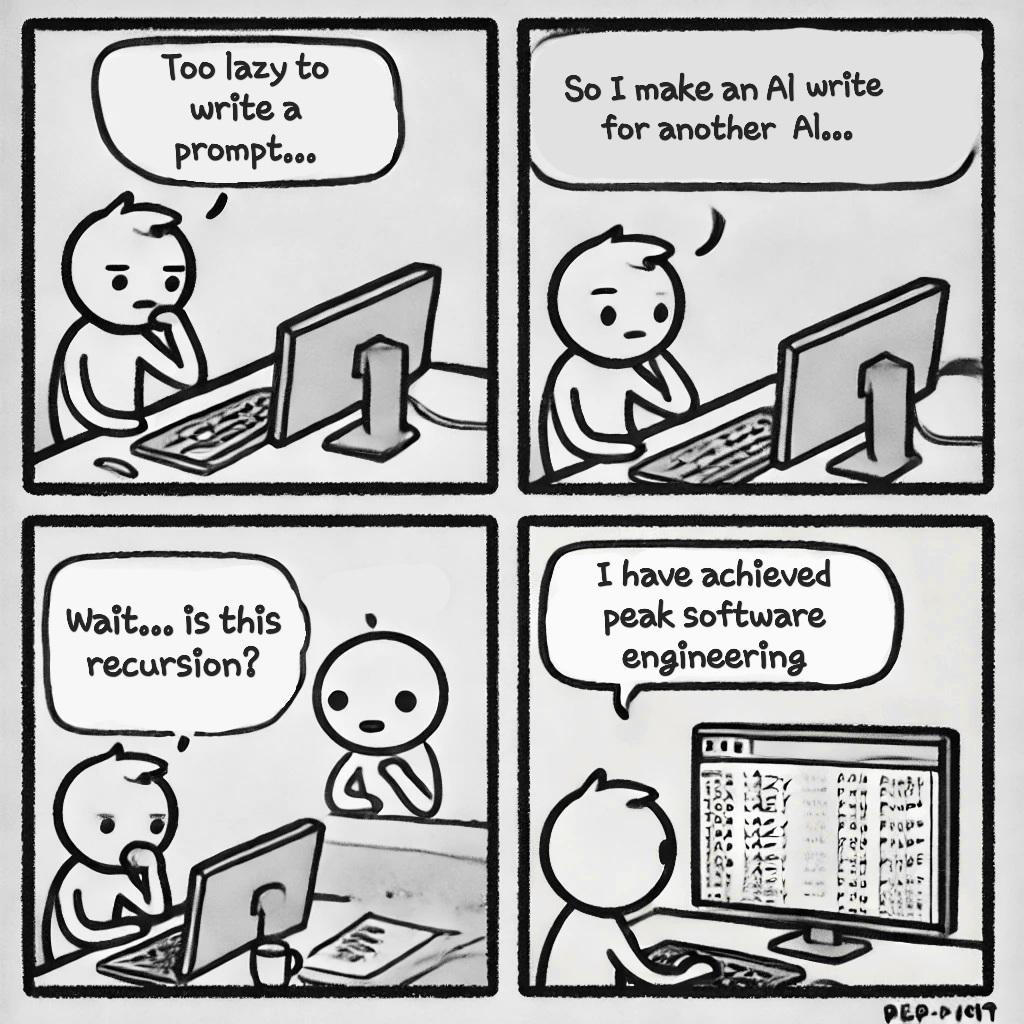 Too lazy to
write a
prompt...
So I make an AI write
for another AI...
Wait... is this
recursion?
I have achieved
peak software
engineering